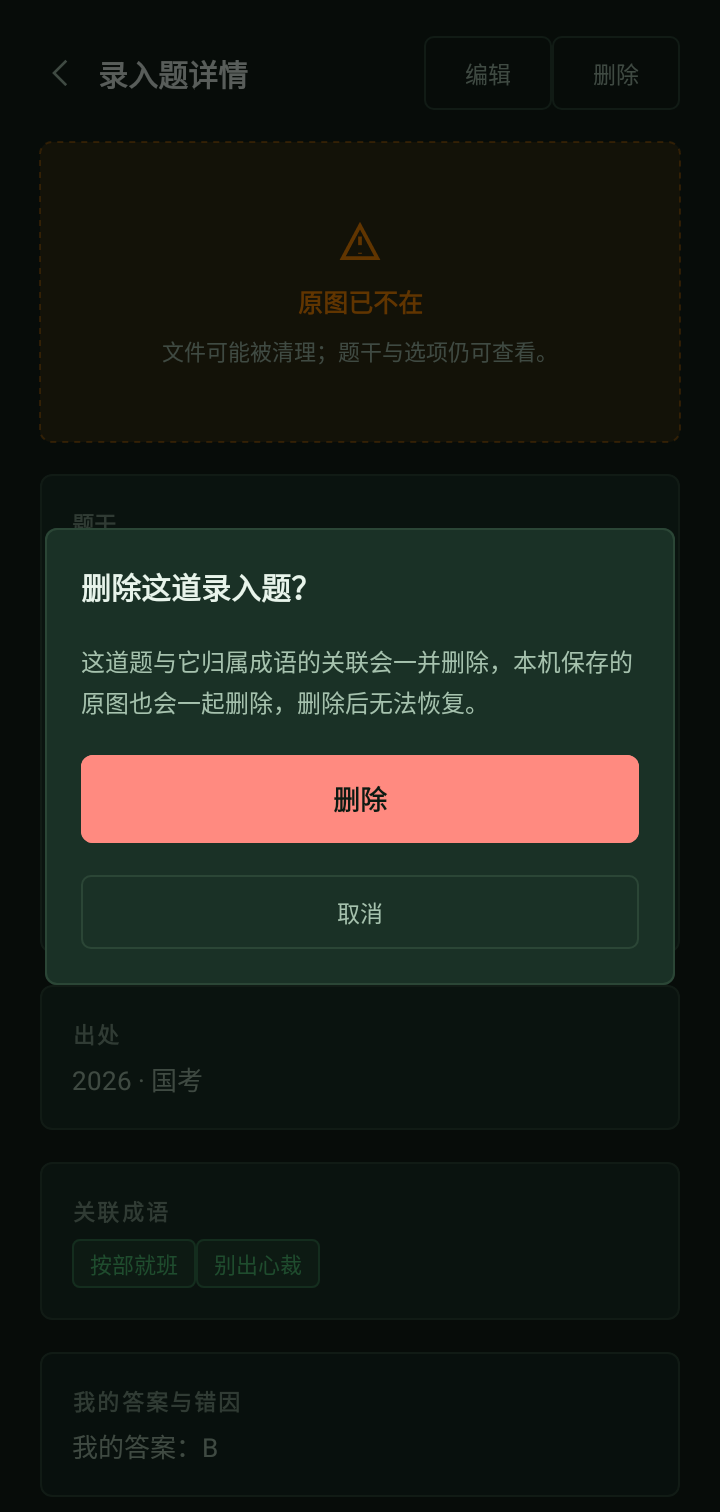 录入题详情
编辑
删除
原图已不在
文件可能被清理；题干与选项仍可查看。
题干
删除这道录入题？
这道题与它归属成语的关联会一并删除，本机保存的
原图也会一起删除，删除后无法恢复。
删除
取消
出处
2026 · 国考
关联成语
按部就班
别出心裁
我的答案与错因
我的答案：B